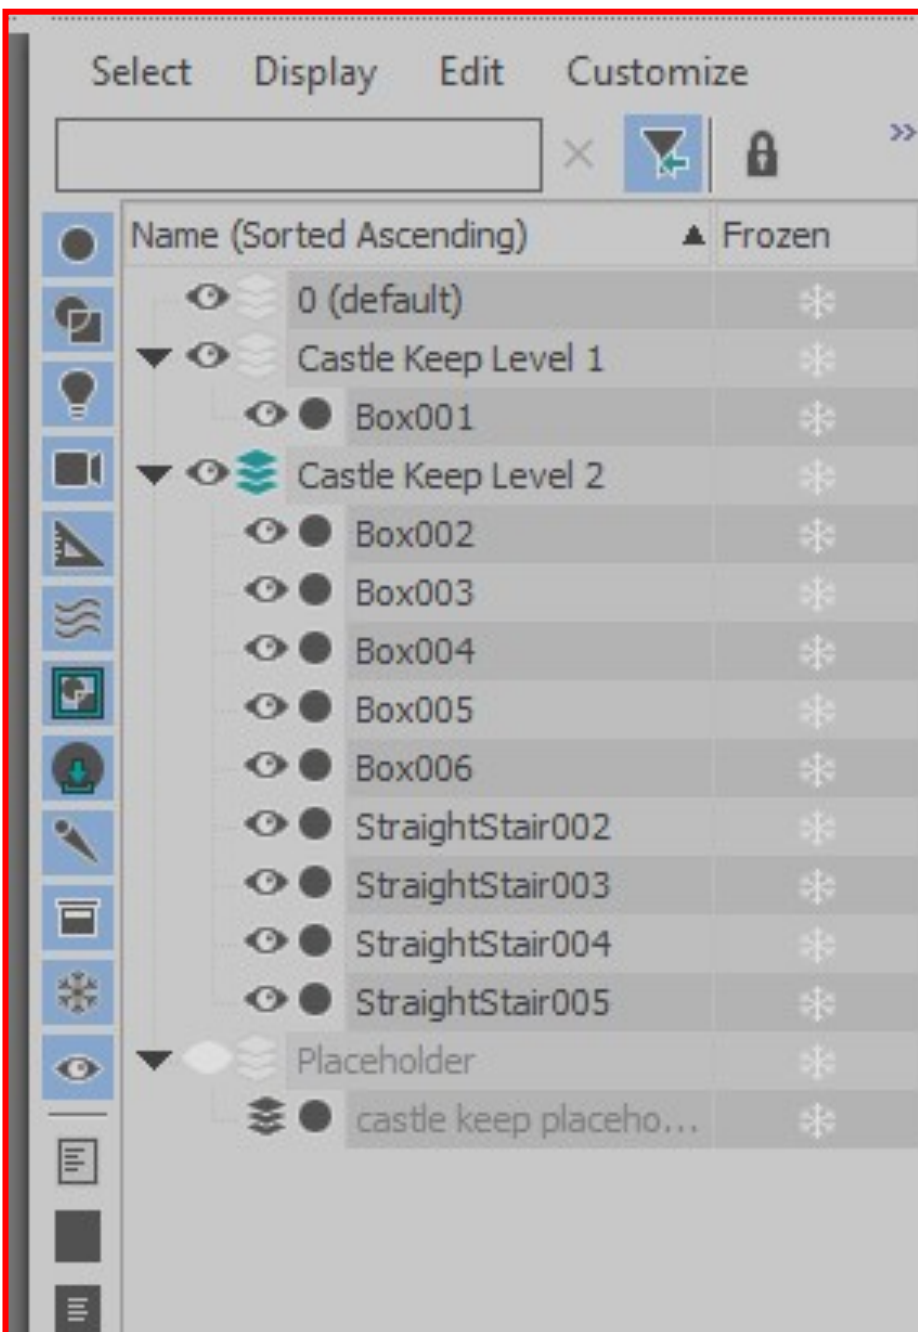 Select Display Edit Customize
Name (Sorted Ascending) Frozen
0 (default)
Castle Keep Level 1
Box001
Castle Keep Level 2
Box002
Box003
Box004
Box005
Box006
StraightStair002
StraightStair003
StraightStair004
StraightStair005
Placeholder
castle keep placeho...